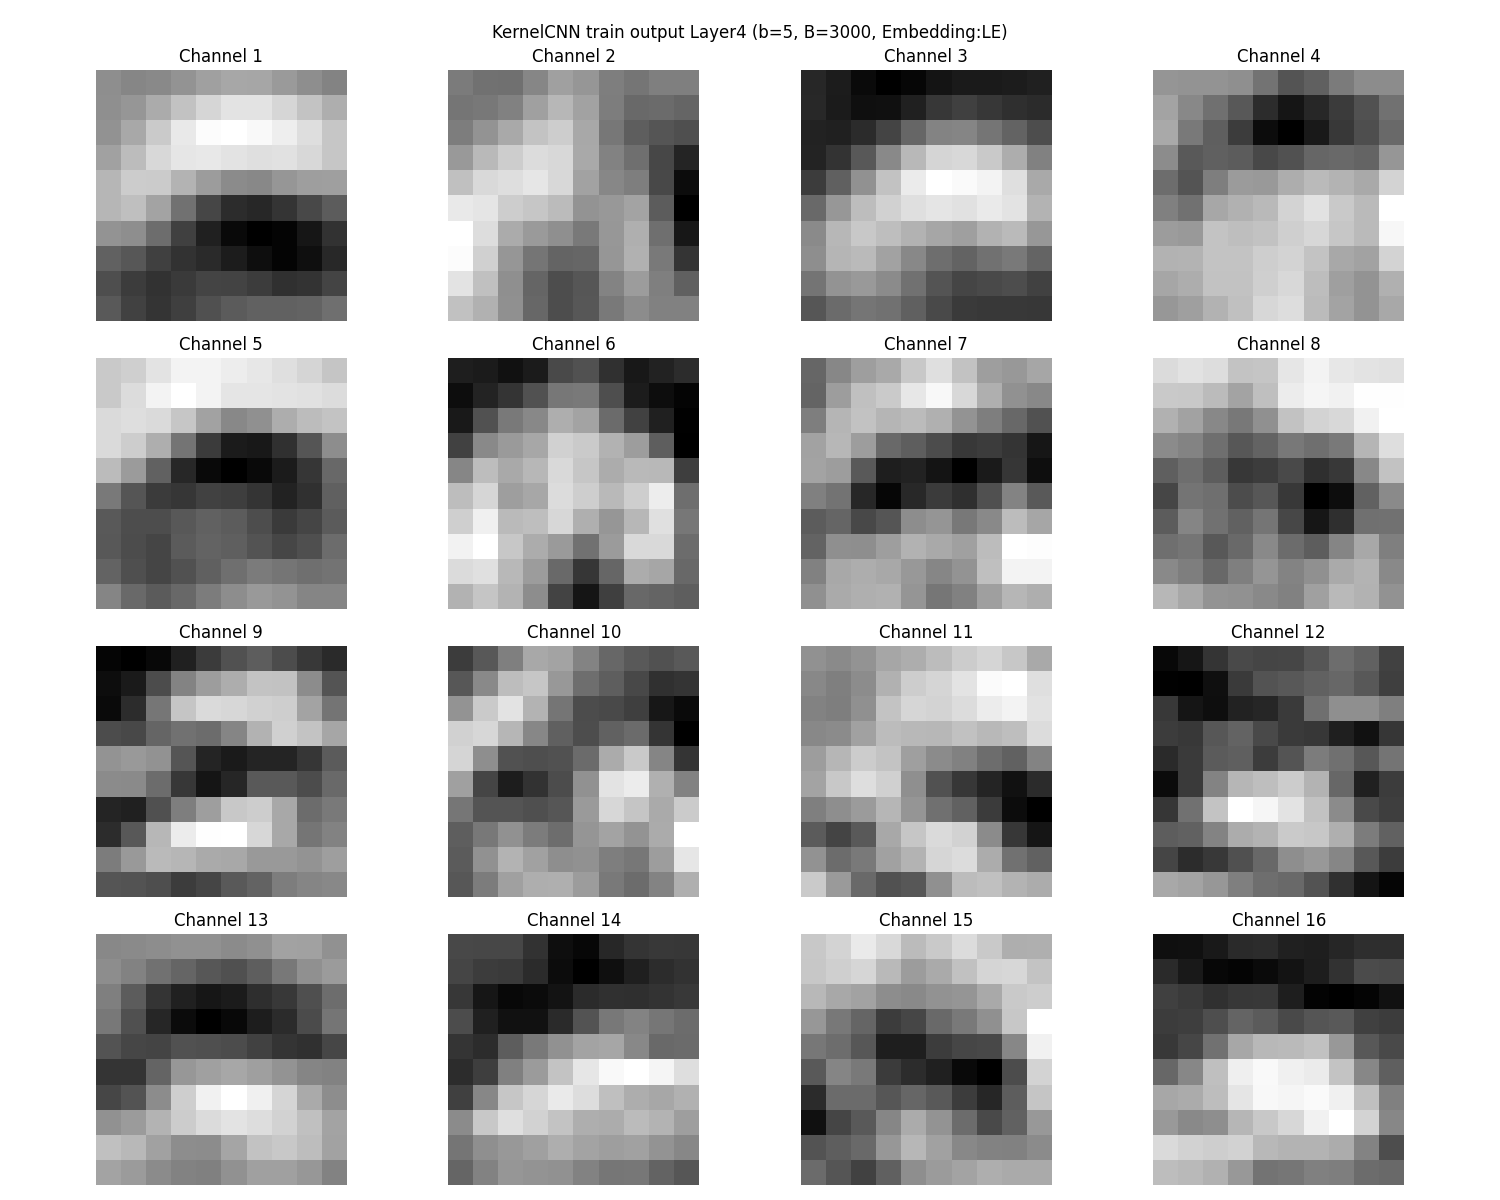 KernelCNN train output Layer4 (b=5, B=3000, Embedding:LE)
Channel 1
Channel 2
Channel 3
Channel 4
Channel 5
Channel 6
Channel 7
Channel 8
Channel 9
Channel 10
Channel 11
Channel 12
Channel 13
Channel 14
Channel 15
Channel 16